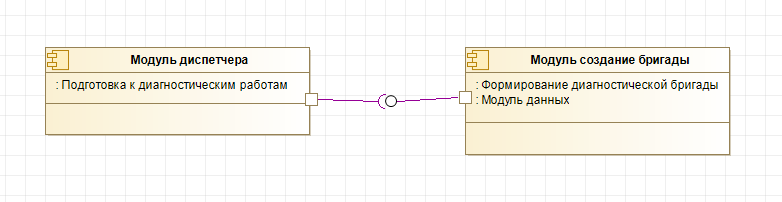 Модуль диспетчера
: Подготовка к диагностическим работам
Модуль создание бригады
: Формирование диагностической бригады
: Модуль данных